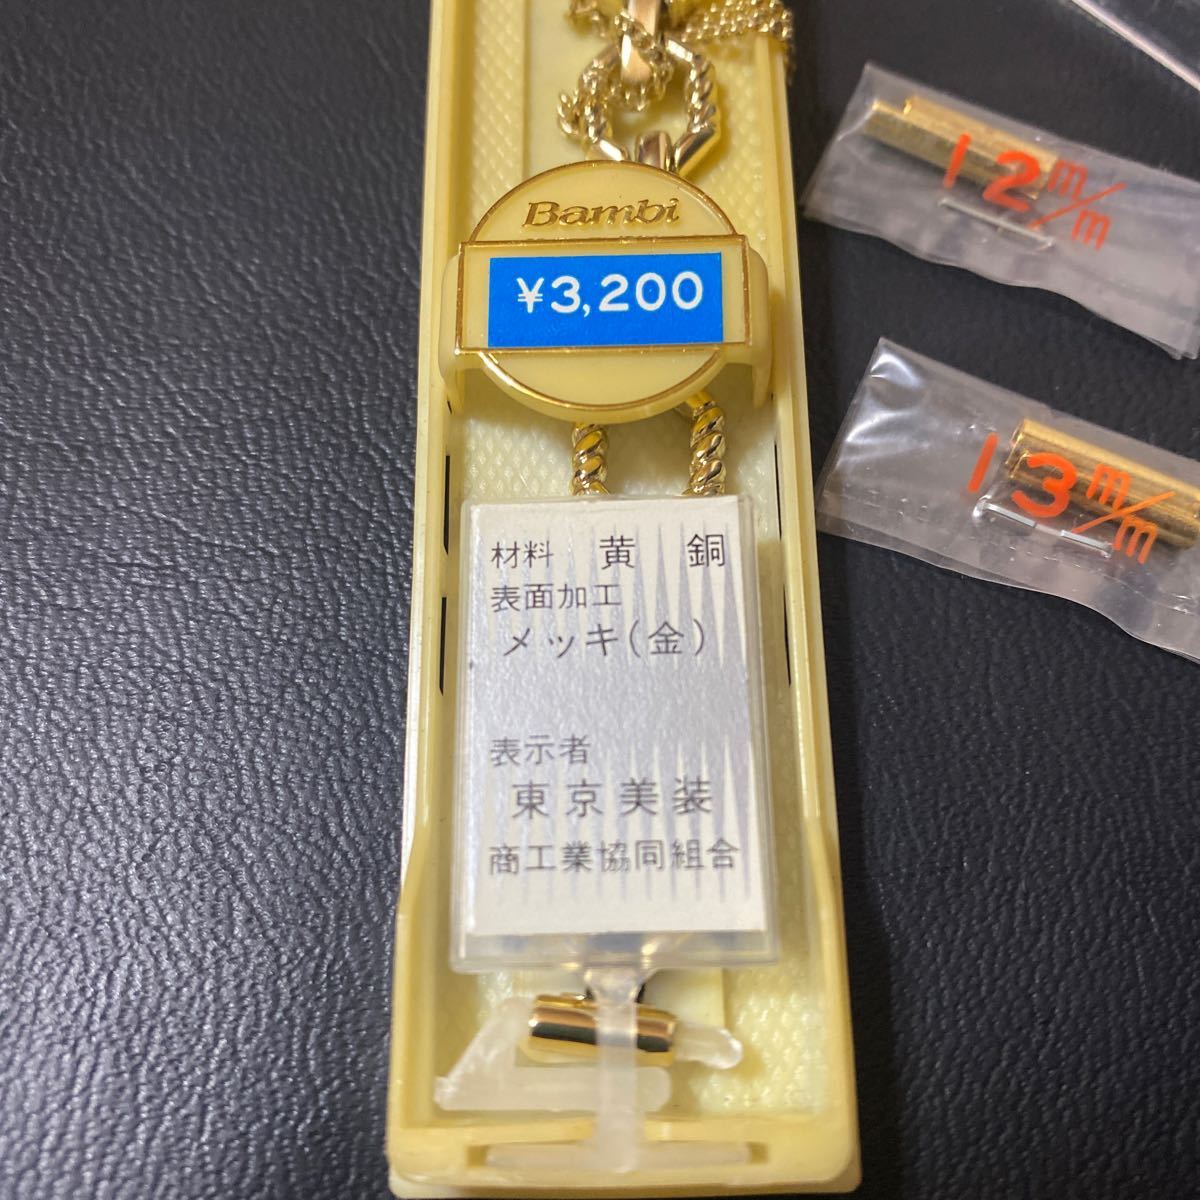 Bambi
¥3,200
材料 黄銅
表面加工
メッキ(金)
表示者
東京美装
商工業協同組合
12m/m
13m/m